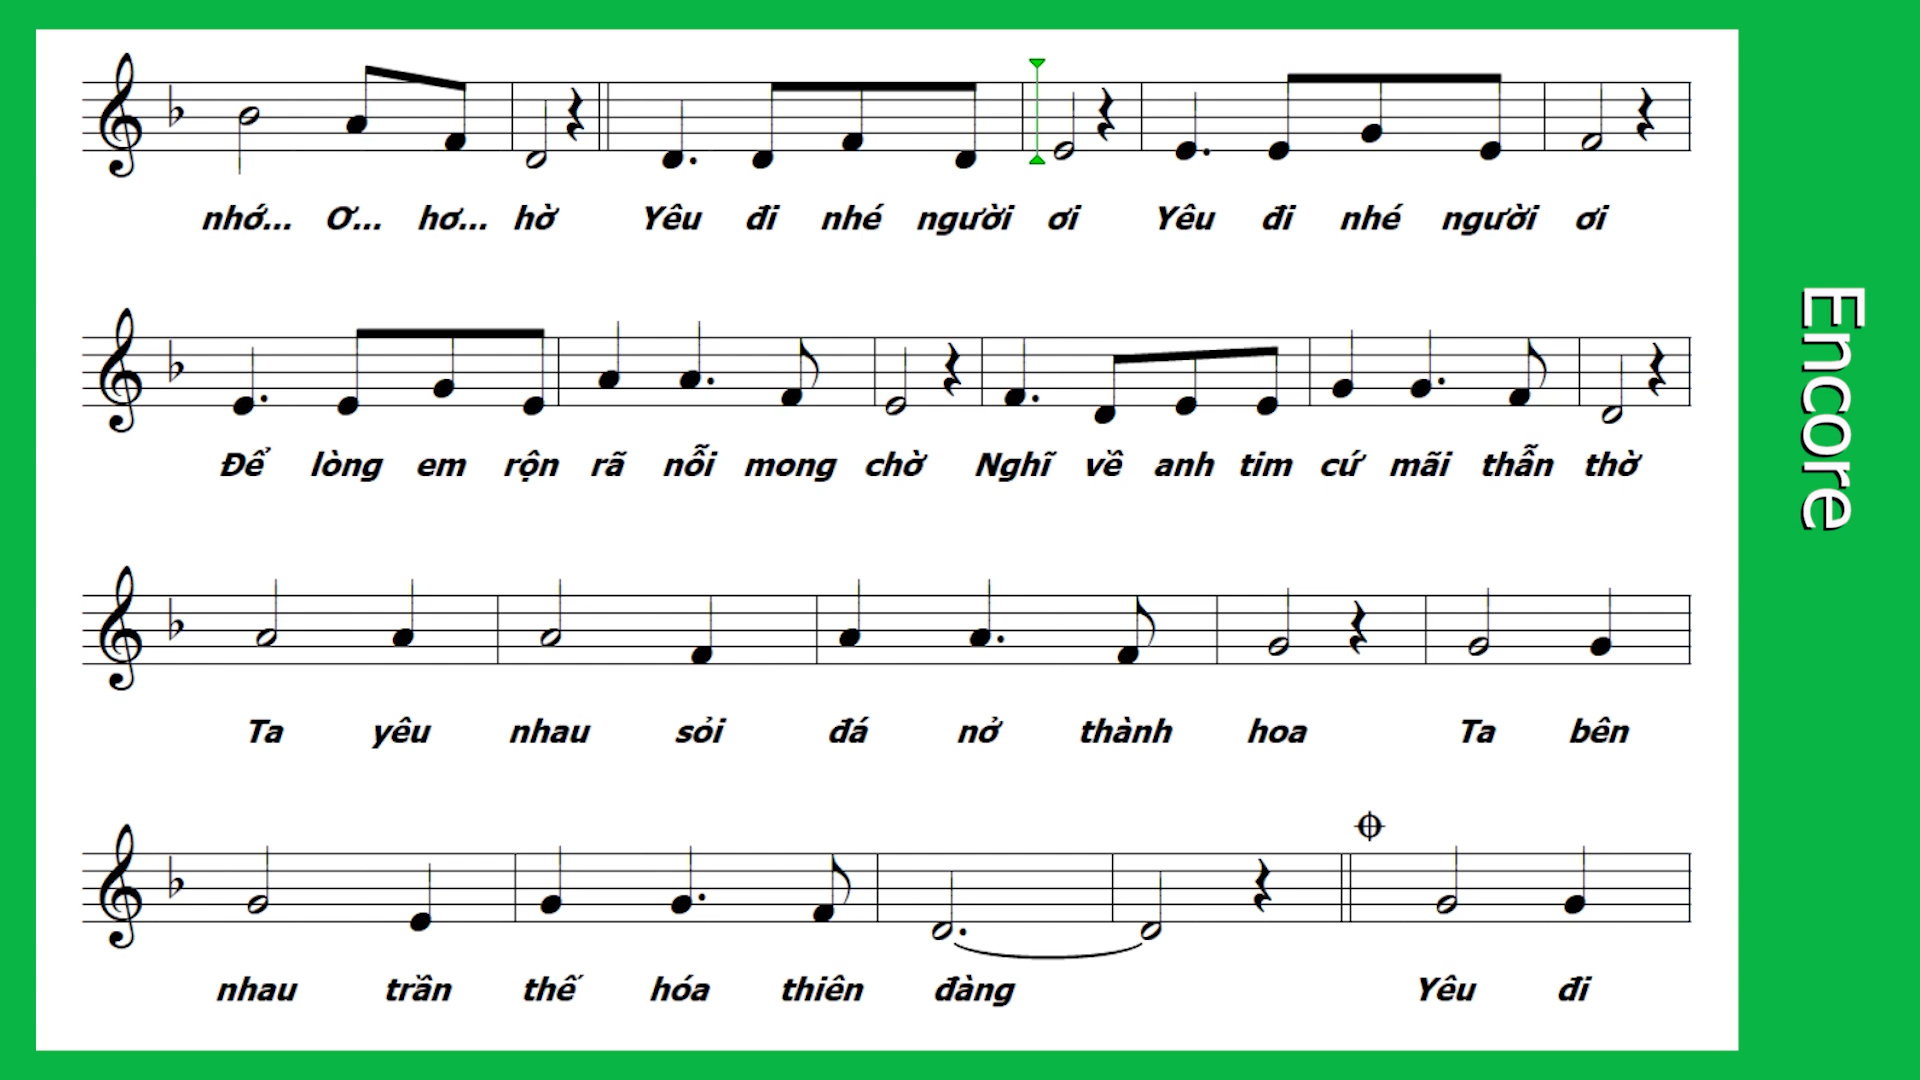 nhớ... Ơ... hơ... hờ Yêu đi nhé người ơi Yêu đi nhé người ơi
Để lòng em rộn rã nỗi mong chờ Nghĩ về anh tim cứ mãi thẫn thờ
Ta yêu nhau sỏi đá nở thành hoa Ta bên
nhau trần thế hóa thiên đàng Yêu đi
Encore